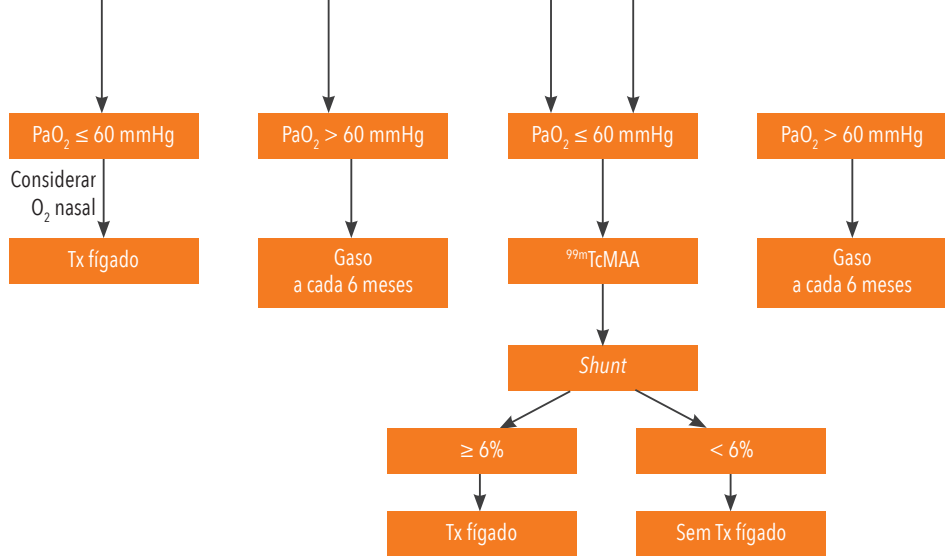 PaO₂ ≤ 60 mmHg
PaO₂ > 60 mmHg
PaO₂ ≤ 60 mmHg
PaO₂ > 60 mmHg
Considerar
O₂ nasal
Tx fígado
Gaso
a cada 6 meses
⁹⁹ᵐTcMAA
Gaso
a cada 6 meses
Shunt
≥ 6%
< 6%
Tx fígado
Sem Tx fígado